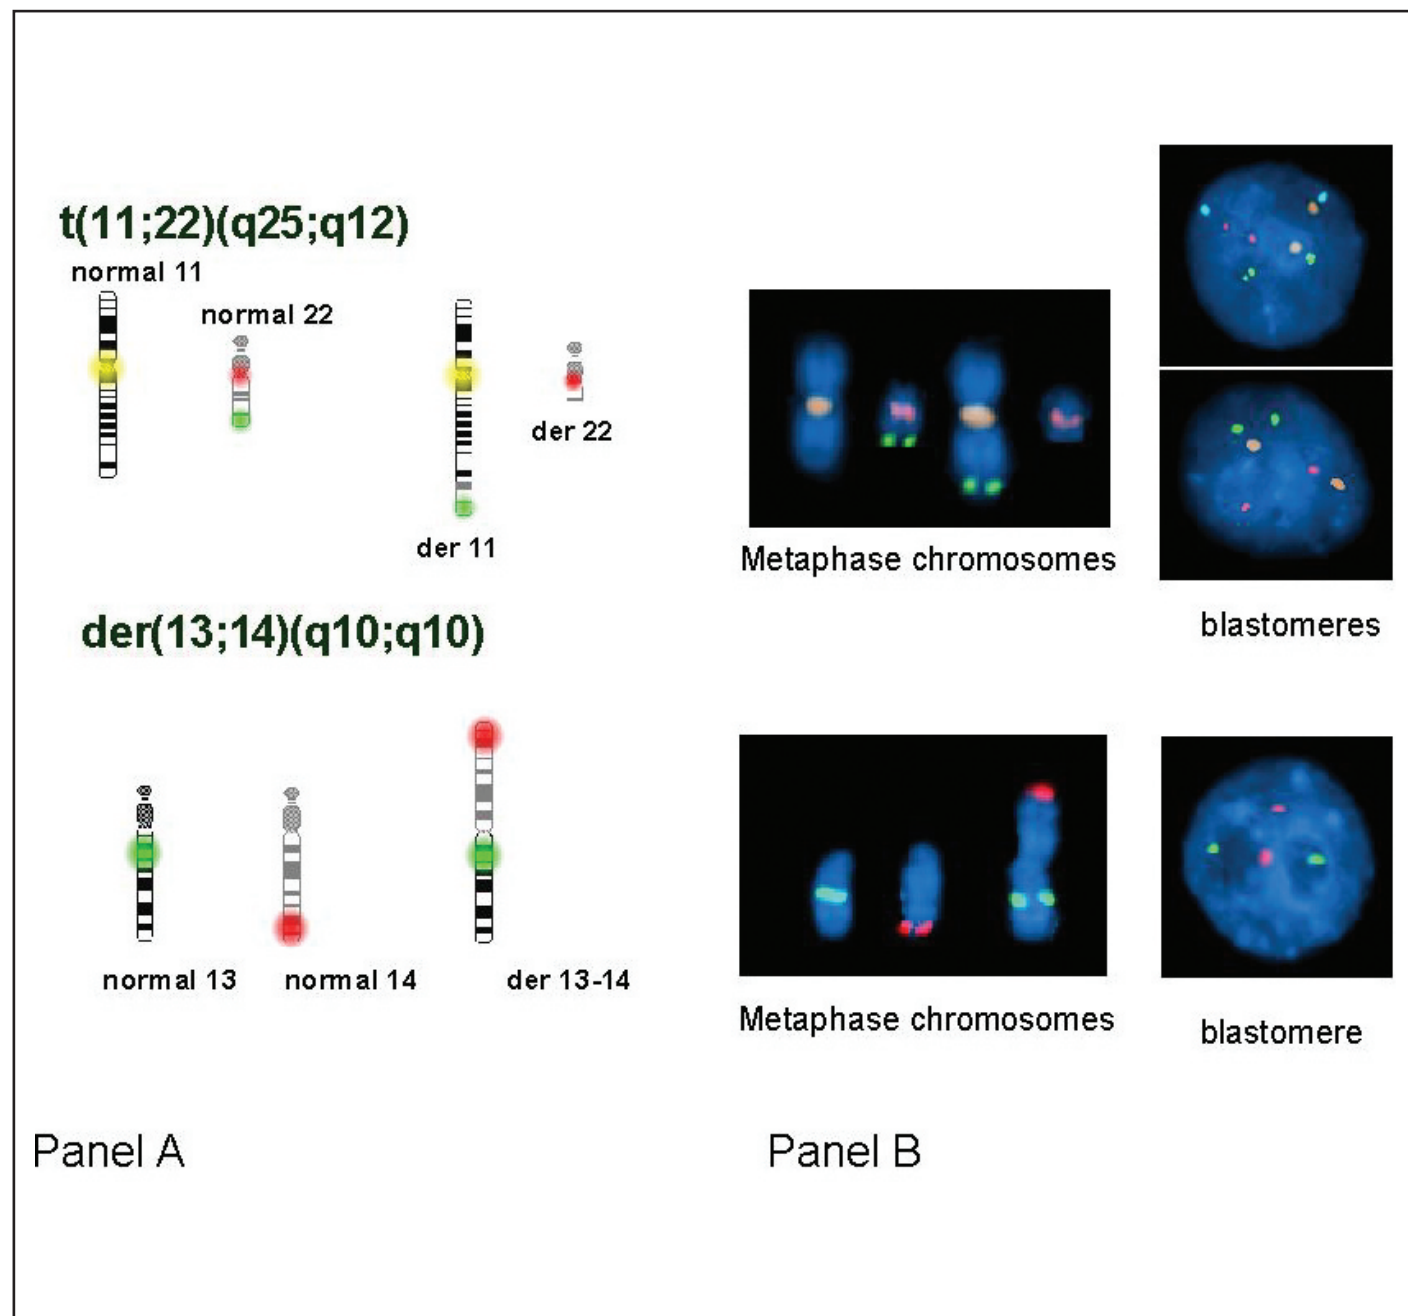 t(11;22)(q25;q12)
normal 11
normal 22
der 22
der 11
Metaphase chromosomes
blastomeres
der(13;14)(q10;q10)
normal 13
normal 14
der 13-14
Metaphase chromosomes
blastomere
Panel A
Panel B